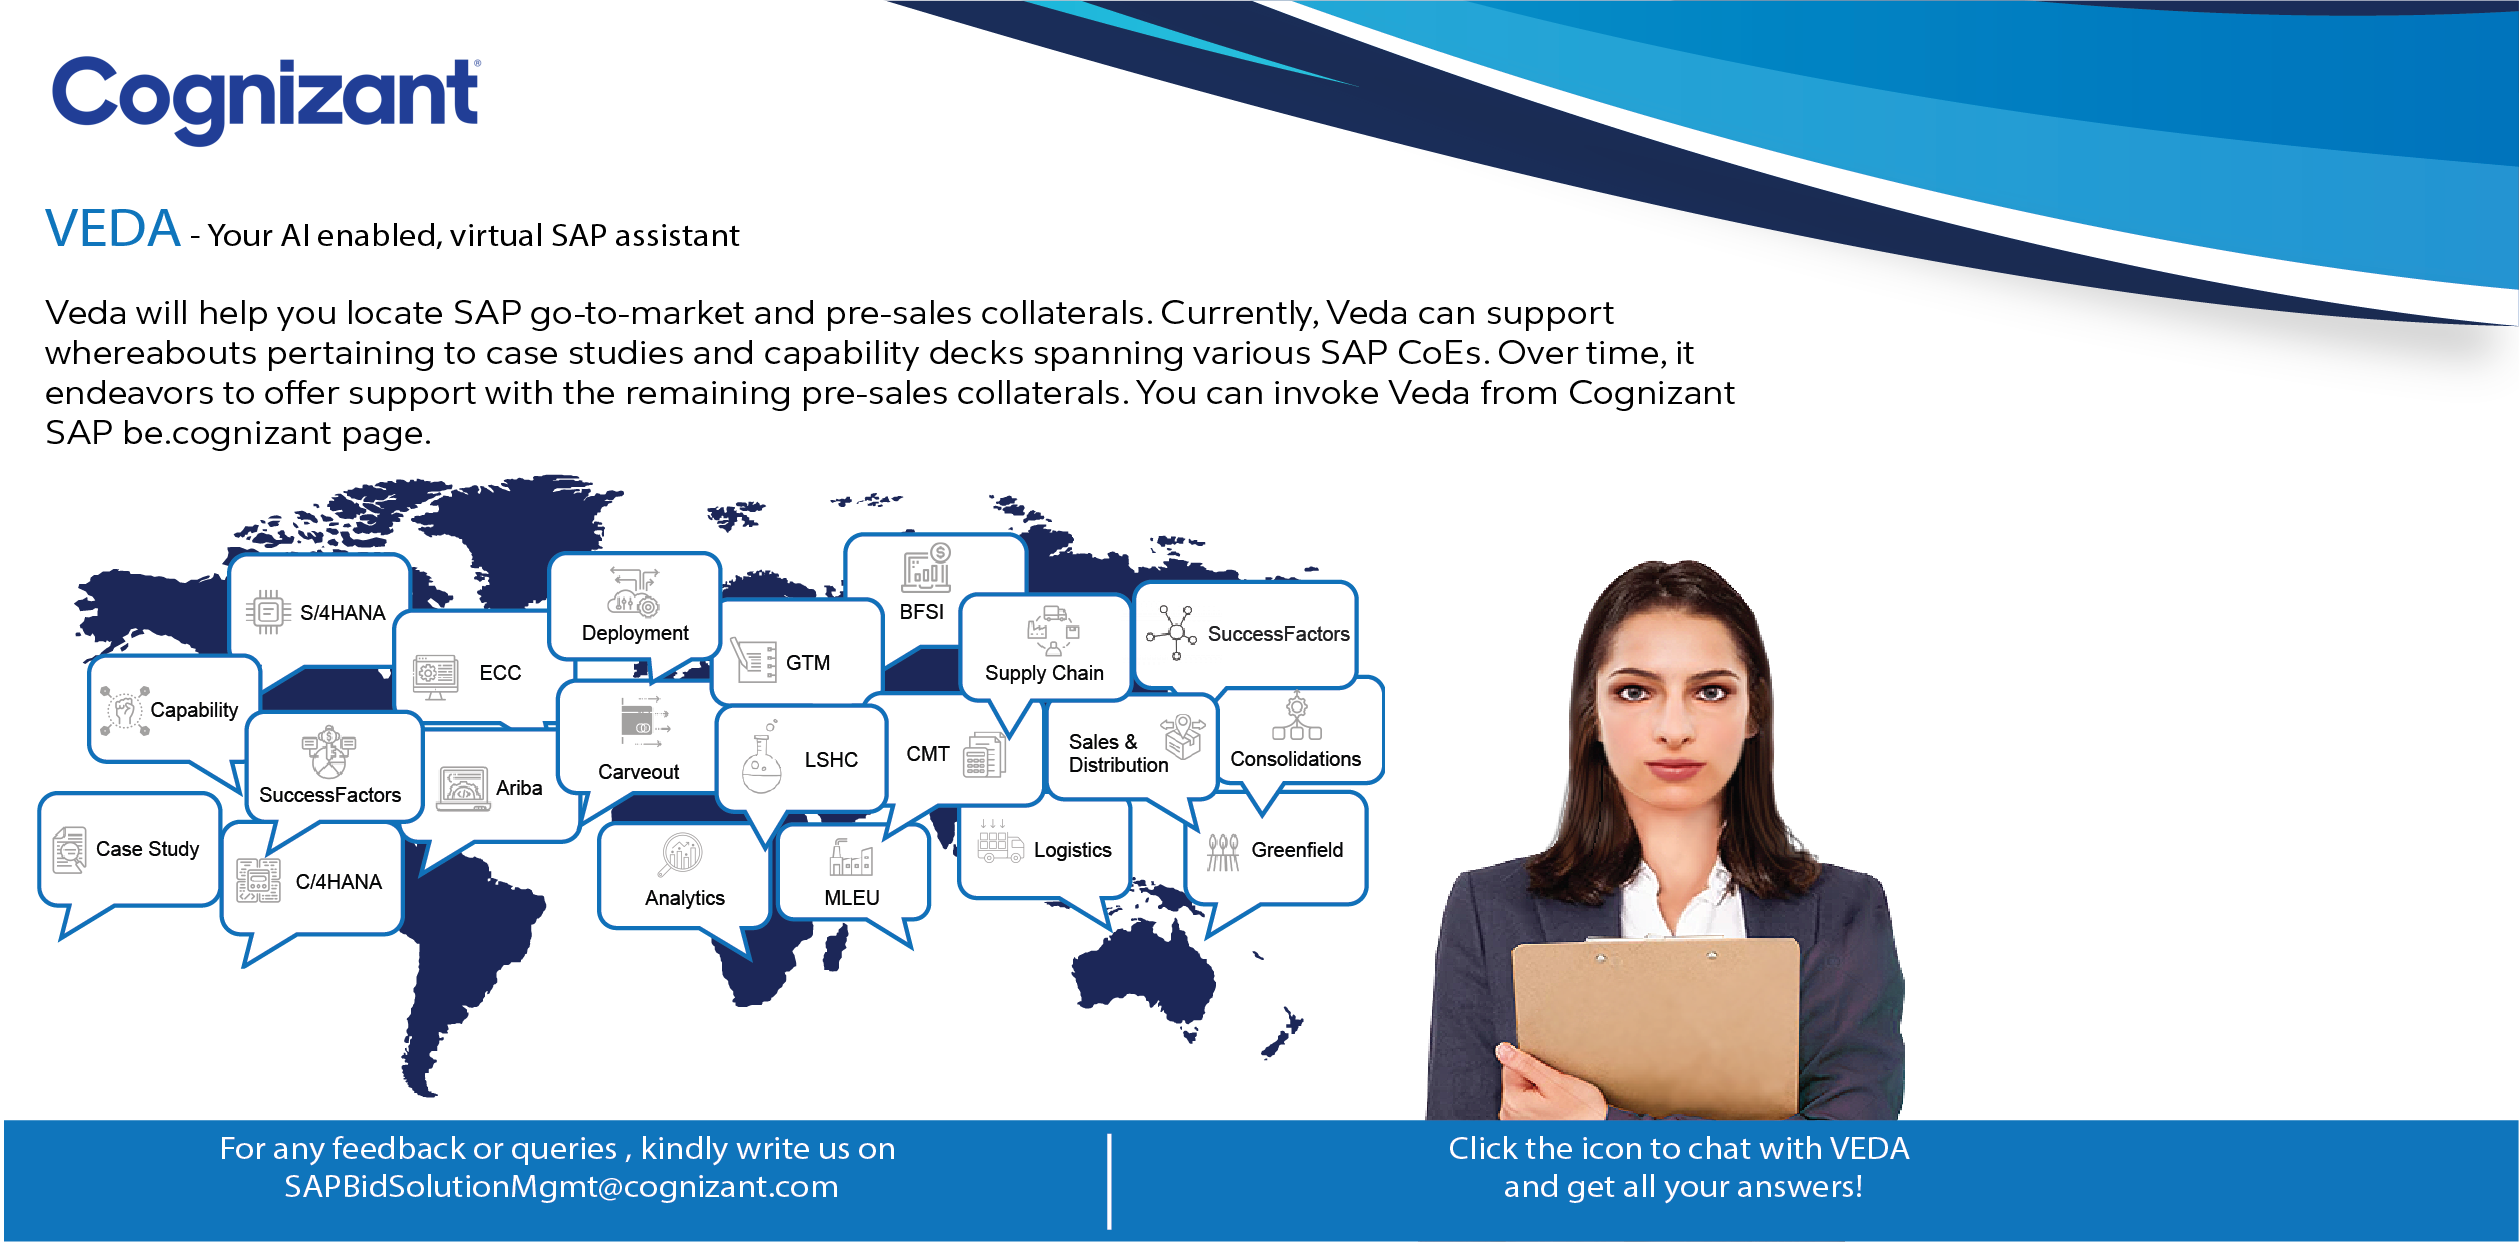 Cognizant®
VEDA - Your AI enabled, virtual SAP assistant
Veda will help you locate SAP go-to-market and pre-sales collaterals. Currently, Veda can support
whereabouts pertaining to case studies and capability decks spanning various SAP CoEs. Over time, it
endeavors to offer support with the remaining pre-sales collaterals. You can invoke Veda from Cognizant
SAP be.cognizant page.
S/4HANA
ECC
Deployment
GTM
BFSI
Supply Chain
SuccessFactors
Capability
SuccessFactors
Ariba
Carveout
LSHC
CMT
Sales &
Distribution
Consolidations
Case Study
C/4HANA
Analytics
MLEU
Logistics
Greenfield
For any feedback or queries , kindly write us on
SAPBidSolutionMgmt@cognizant.com
Click the icon to chat with VEDA
and get all your answers!